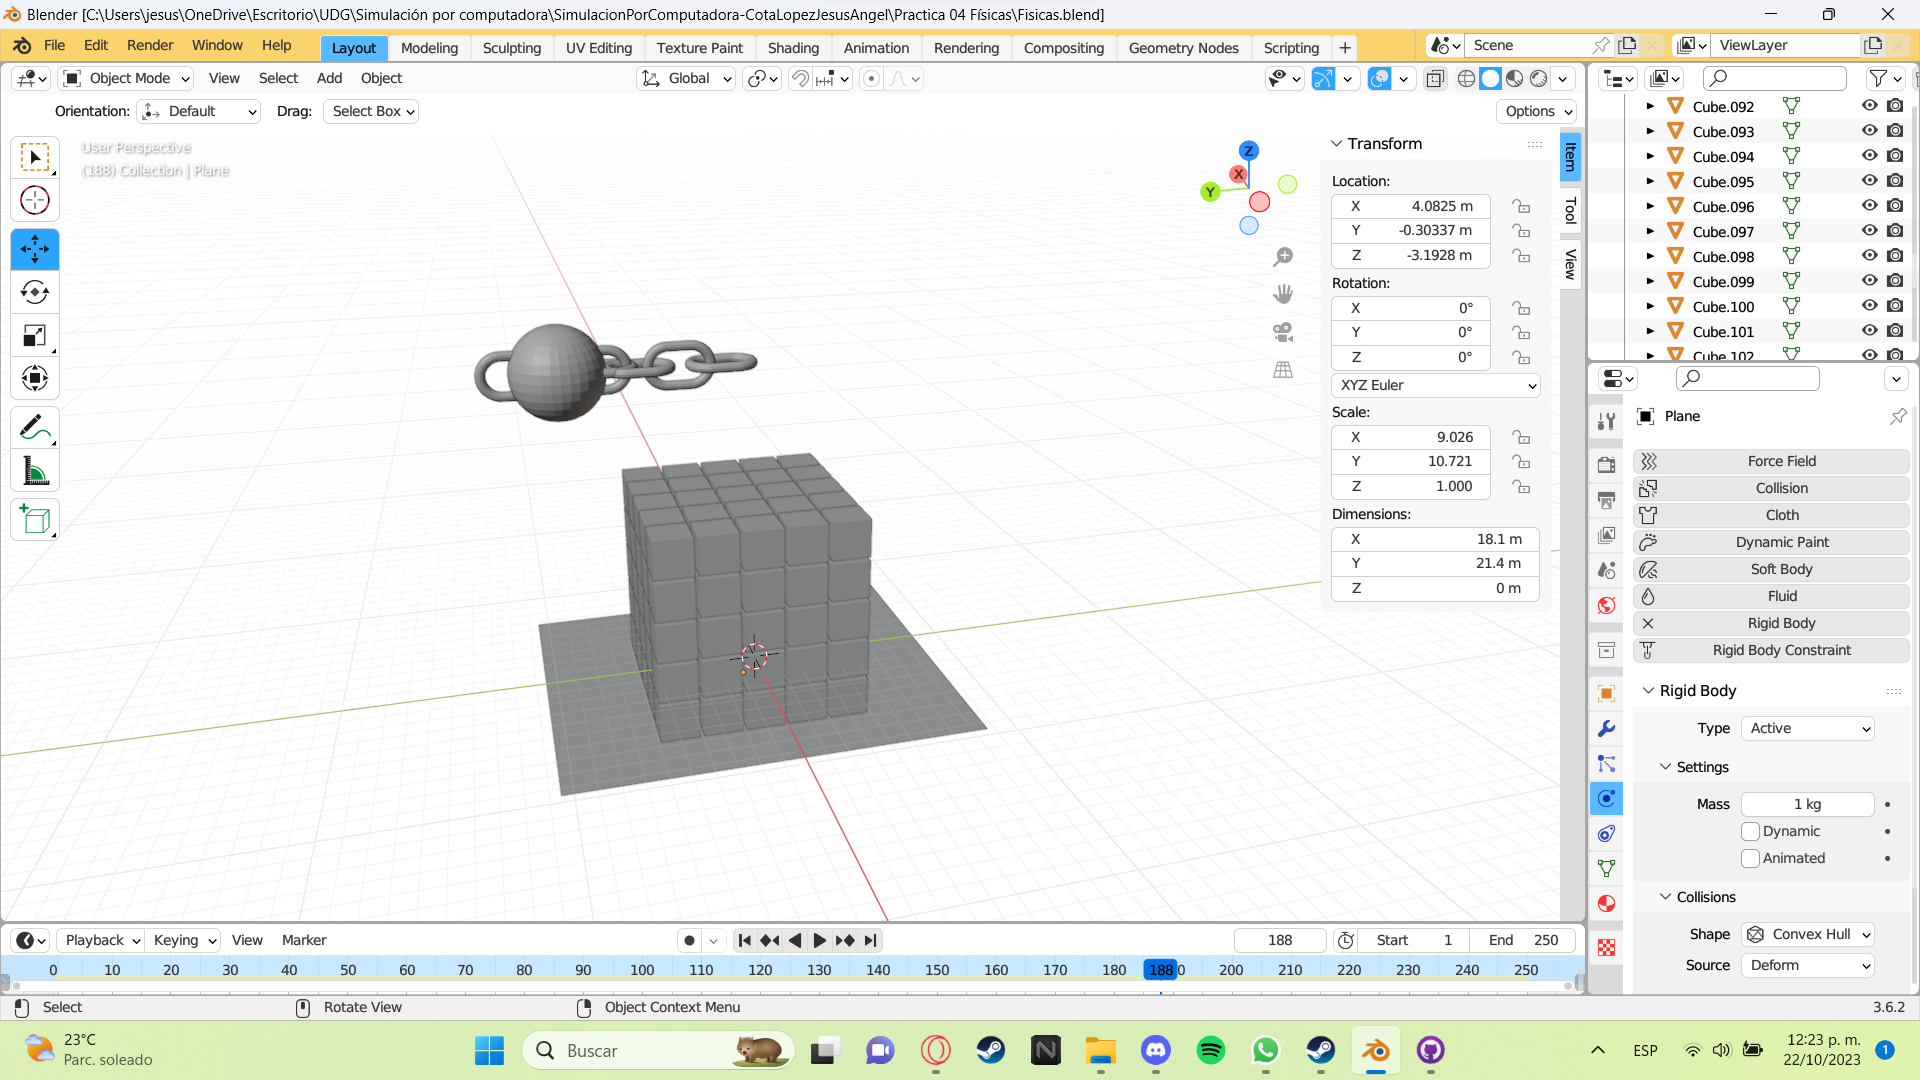 Blender [C:\Users\jesus\OneDrive\Escritorio\UDG\Simulación por computadora\SimulacionPorComputadora-CotaLopezJesusAngel\Practica 04 Físicas\Fisicas.blend]
File Edit Render Window Help Layout Modeling Sculpting UV Editing Texture Paint Shading Animation Rendering Compositing Geometry Nodes Scripting + Scene ViewLayer
Object Mode View Select Add Object Global
Orientation: Default Drag: Select Box Options
User Perspective
(188) Collection | Plane
Z
X
Y
Transform
Location:
X 4.0825 m
Y -0.30337 m
Z -3.1928 m
Rotation:
X 0°
Y 0°
Z 0°
XYZ Euler
Scale:
X 9.026
Y 10.721
Z 1.000
Dimensions:
X 18.1 m
Y 21.4 m
Z 0 m
Item
Tool
View
Cube.092
Cube.093
Cube.094
Cube.095
Cube.096
Cube.097
Cube.098
Cube.099
Cube.100
Cube.101
Cube.102
Plane
Force Field
Collision
Cloth
Dynamic Paint
Soft Body
Fluid
Rigid Body
Rigid Body Constraint
Rigid Body
Type Active
Settings
Mass 1 kg
Dynamic
Animated
Collisions
Shape Convex Hull
Source Deform
Playback Keying View Marker 188 Start 1 End 250
0 10 20 30 40 50 60 70 80 90 100 110 120 130 140 150 160 170 180 188 0 200 210 220 230 240 250
Select Rotate View Object Context Menu 3.6.2
23°C
Parc. soleado
Buscar
ESP
12:23 p. m.
22/10/2023
1